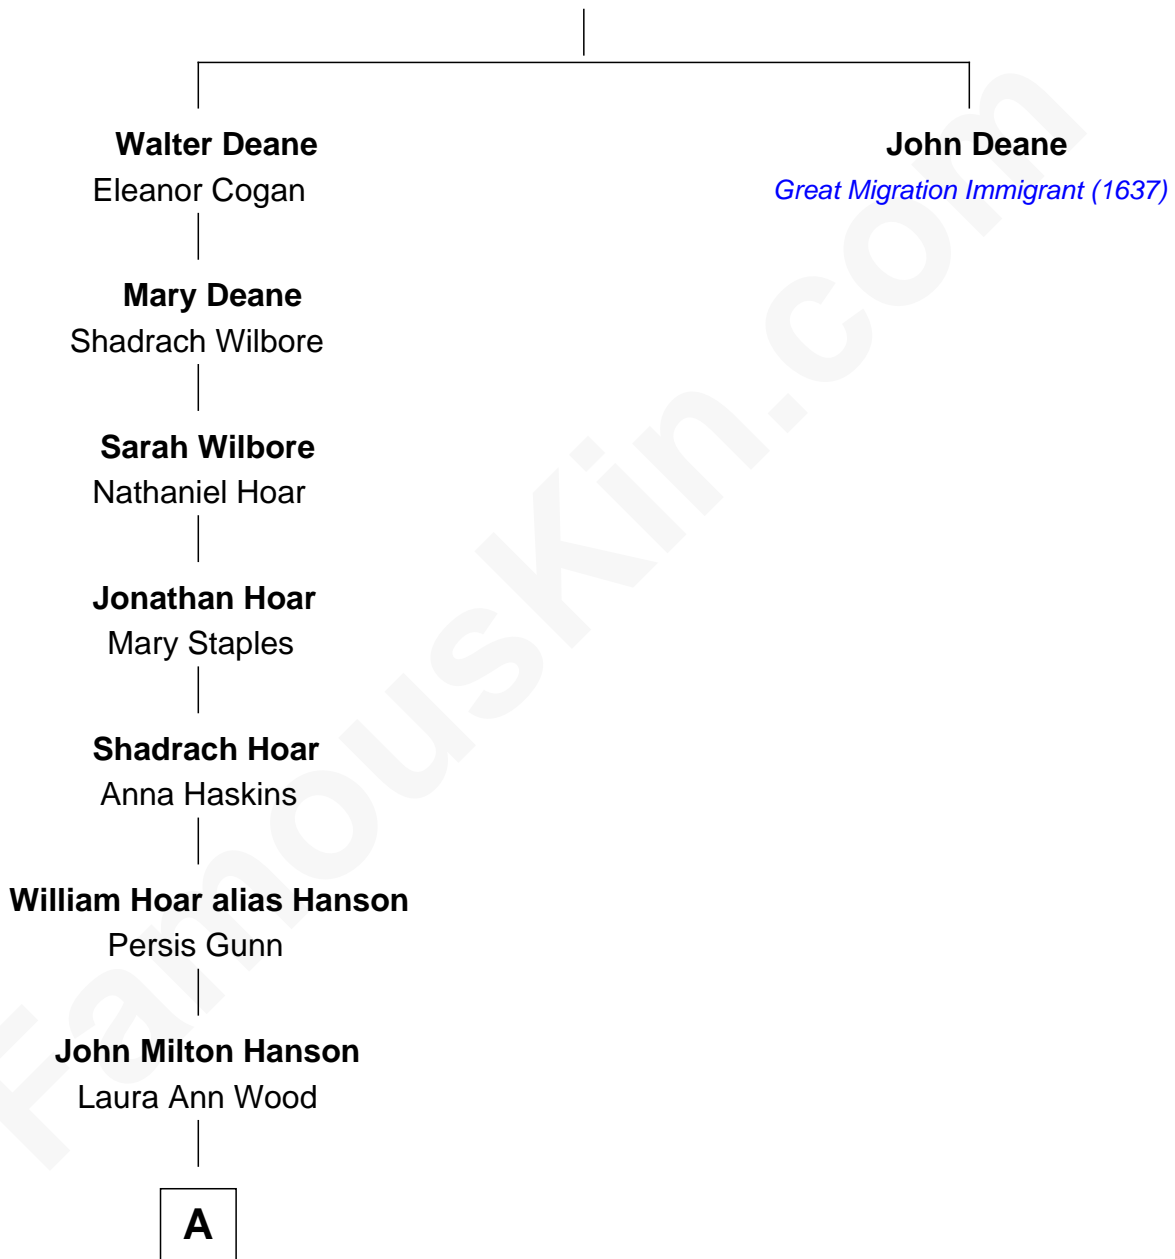 Walter Deane
John Deane
Eleanor Cogan
Great Migration Immigrant (1637)
Mary Deane
Shadrach Wilbore
Sarah Wilbore
Nathaniel Hoar
Jonathan Hoar
Mary Staples
Shadrach Hoar
Anna Haskins
William Hoar alias Hanson
Persis Gunn
John Milton Hanson
Laura Ann Wood
A
FamousKin.com